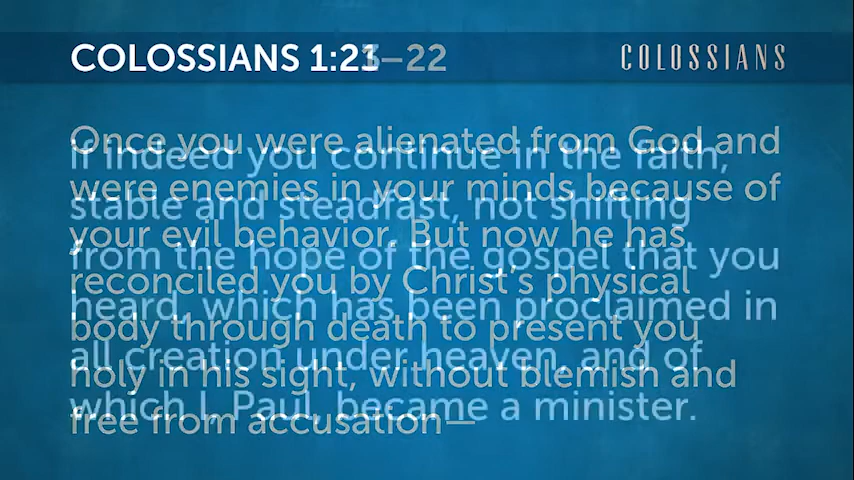 COLOSSIANS 1:21–22
COLOSSIANS
Once you were alienated from God and
if indeed you continue in the faith,
were enemies in your minds because of
stable and steadfast, not shifting
your evil behavior. But now he has
from the hope of the gospel that you
reconciled you by Christ's physical
heard, which has been proclaimed in
body through death to present you
all creation under heaven, and of
holy in his sight, without blemish and
which I, Paul, became a minister.
free from accusation—